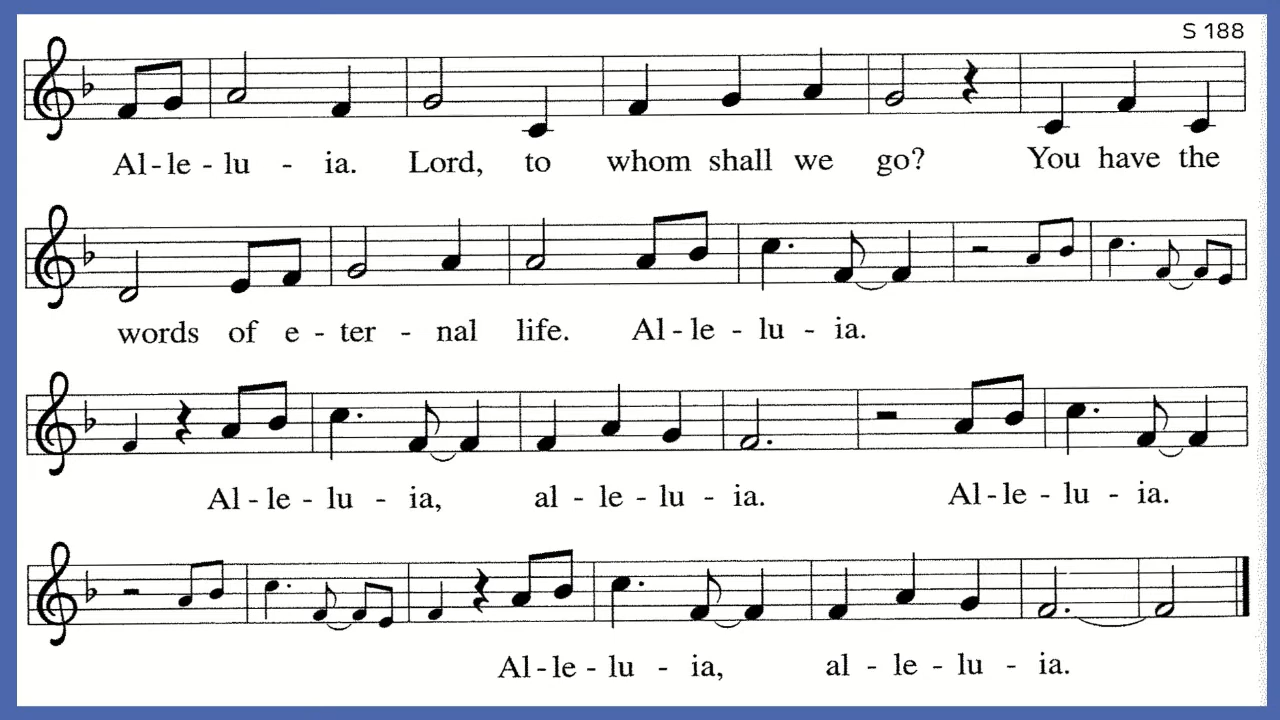 S 188
Al - le - lu - ia. Lord, to whom shall we go? You have the
words of e - ter - nal life. Al - le - lu - ia.
Al - le - lu - ia, al - le - lu - ia. Al - le - lu - ia.
Al - le - lu - ia, al - le - lu - ia.